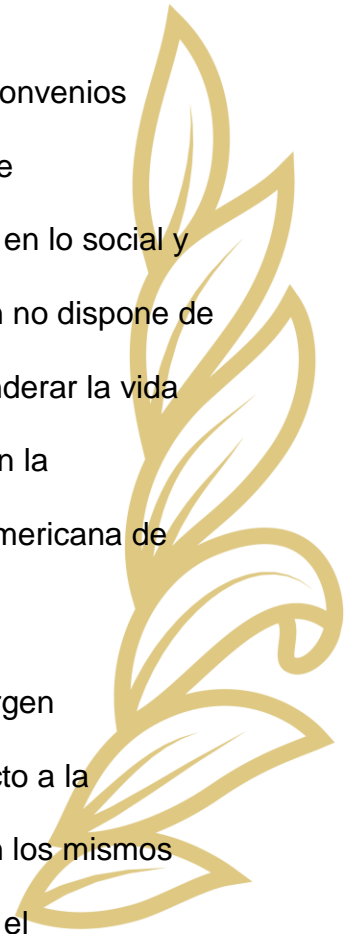 onvenios
e
en lo social y
n no dispone de
nderar la vida
n la
mericana de
rgen
cto a la
n los mismos
el